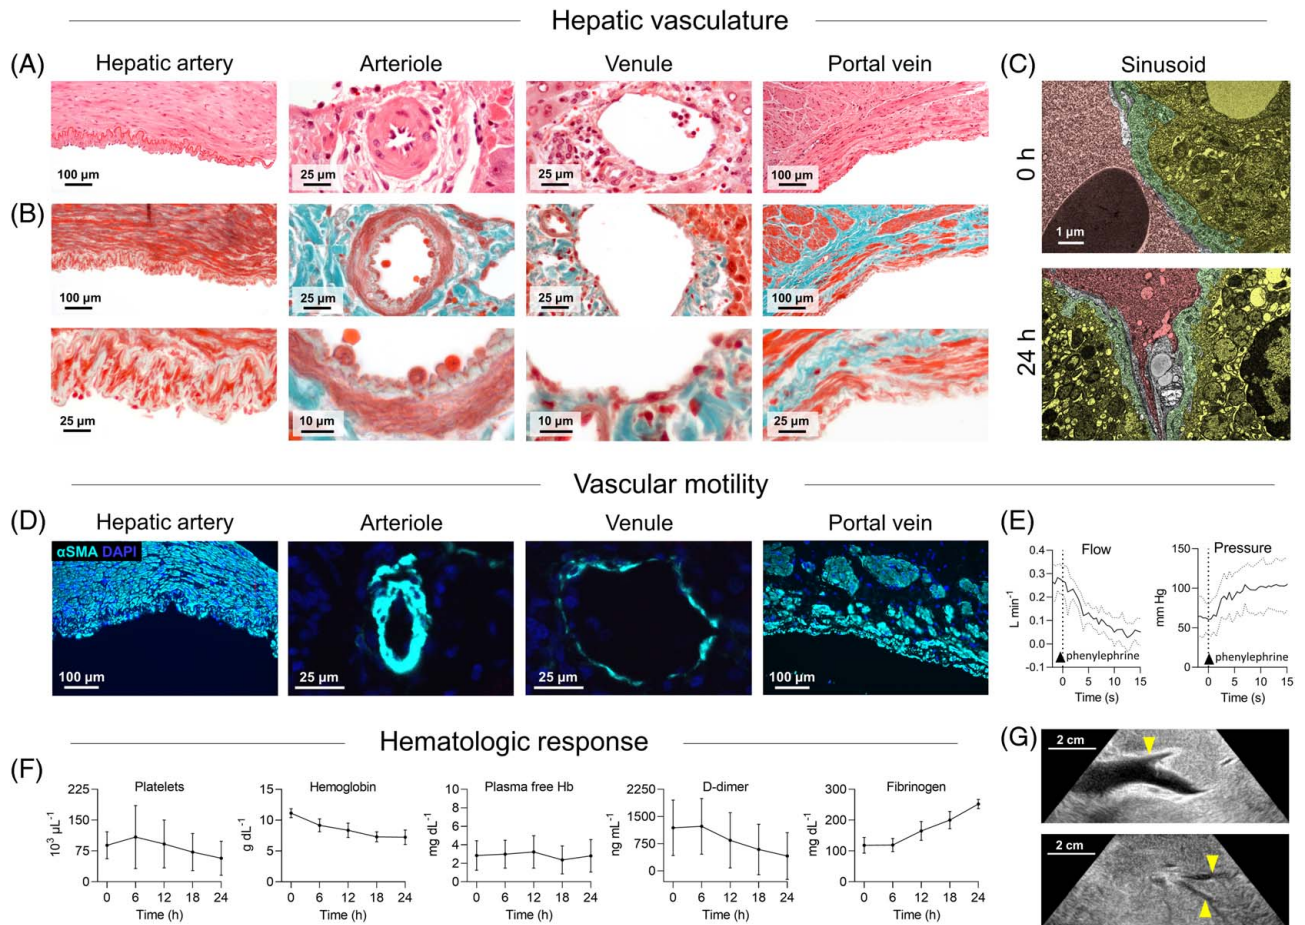 Hepatic vasculature
(A)
Hepatic artery
Arteriole
Venule
Portal vein
(C)
Sinusoid
100 µm
25 µm
25 µm
100 µm
0 h
1 µm
(B)
100 µm
25 µm
25 µm
100 µm
24 h
25 µm
10 µm
10 µm
25 µm
Vascular motility
(D)
Hepatic artery
Arteriole
Venule
Portal vein
(E)
αSMA DAPI
100 µm
25 µm
25 µm
100 µm
Flow
L min-1
0.4
0.3
0.2
0.1
0.0
-0.1
phenylephrine
0 5 10 15
Time (s)
Pressure
mm Hg
150
100
50
0
phenylephrine
0 5 10 15
Time (s)
Hematologic response
(F)
Platelets
10³ µL-1
225
150
75
0
0 6 12 18 24
Time (h)
Hemoglobin
g dL-1
15
10
5
0
0 6 12 18 24
Time (h)
Plasma free Hb
mg dL-1
10
8
6
4
2
0
0 6 12 18 24
Time (h)
D-dimer
ng mL-1
2250
1500
750
0
0 6 12 18 24
Time (h)
Fibrinogen
mg dL-1
300
200
100
0
0 6 12 18 24
Time (h)
(G)
2 cm
2 cm